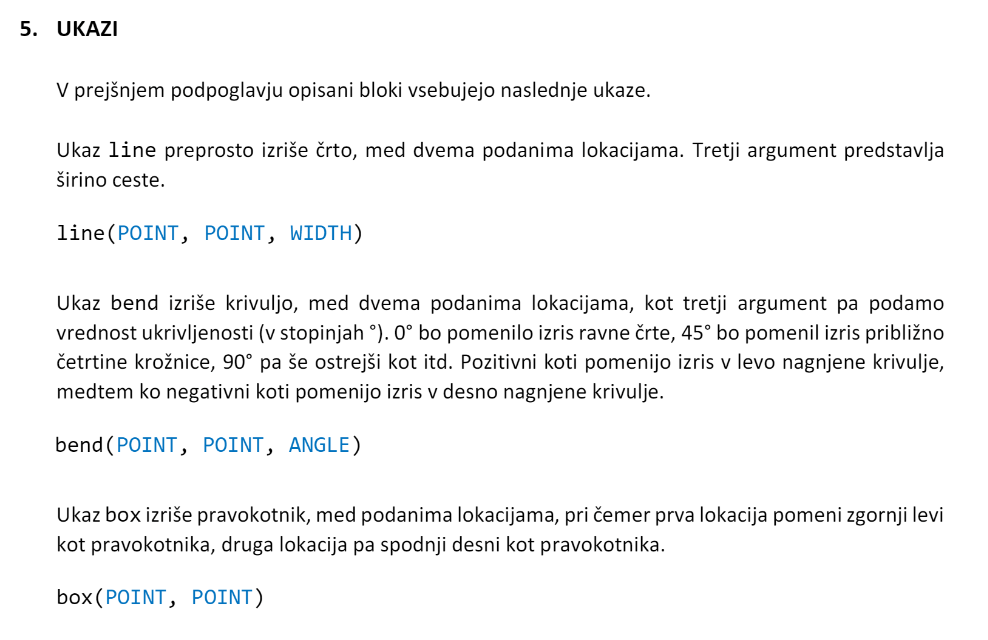 5. UKAZI
V prejšnjem podpoglavju opisani bloki vsebujejo naslednje ukaze.
Ukaz line preprosto izriše črto, med dvema podanima lokacijama. Tretji argument predstavlja
širino ceste.
line(POINT, POINT, WIDTH)
Ukaz bend izriše krivuljo, med dvema podanima lokacijama, kot tretji argument pa podamo
vrednost ukrivljenosti (v stopinjah °). 0° bo pomenilo izris ravne črte, 45° bo pomenil izris približno
četrtine krožnice, 90° pa še ostrejši kot itd. Pozitivni koti pomenijo izris v levo nagnjene krivulje,
medtem ko negativni koti pomenijo izris v desno nagnjene krivulje.
bend(POINT, POINT, ANGLE)
Ukaz box izriše pravokotnik, med podanima lokacijama, pri čemer prva lokacija pomeni zgornji levi
kot pravokotnika, druga lokacija pa spodnji desni kot pravokotnika.
box(POINT, POINT)